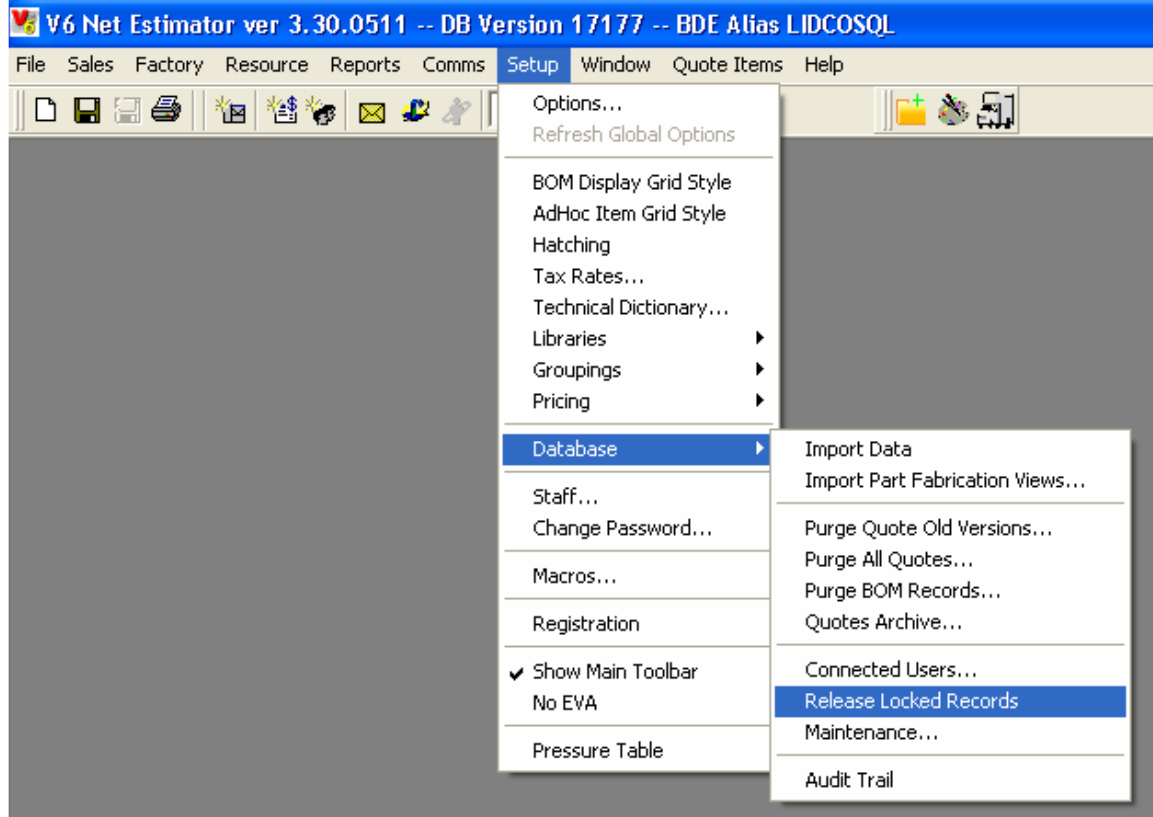 V6 Net Estimator ver 3.30.0511 -- DB Version 17177 -- BDE Alias LIDCOSQL
File Sales Factory Resource Reports Comms Setup Window Quote Items Help
Options...
Refresh Global Options
BOM Display Grid Style
AdHoc Item Grid Style
Hatching
Tax Rates...
Technical Dictionary...
Libraries
Groupings
Pricing
Database
Staff...
Change Password...
Macros...
Registration
Show Main Toolbar
No EVA
Pressure Table
Import Data
Import Part Fabrication Views...
Purge Quote Old Versions...
Purge All Quotes...
Purge BOM Records...
Quotes Archive...
Connected Users...
Release Locked Records
Maintenance...
Audit Trail